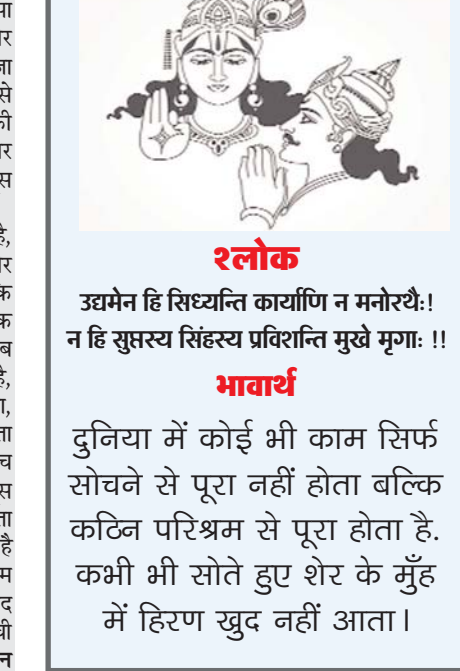 या
र
ना
से
की
र
स
है,
र
के
क
ब
है,
ा,
ता
च
स
ता
है
म
द
वी
न
श्लोक
उद्यमेन हि सिध्यन्ति कार्याणि न मनोरथैः!
न हि सुप्तस्य सिंहस्य प्रविशन्ति मुखे मृगाः !!
भावार्थ
दुनिया में कोई भी काम सिर्फ
सोचने से पूरा नहीं होता बल्कि
कठिन परिश्रम से पूरा होता है.
कभी भी सोते हुए शेर के मुँह
में हिरण खुद नहीं आता।